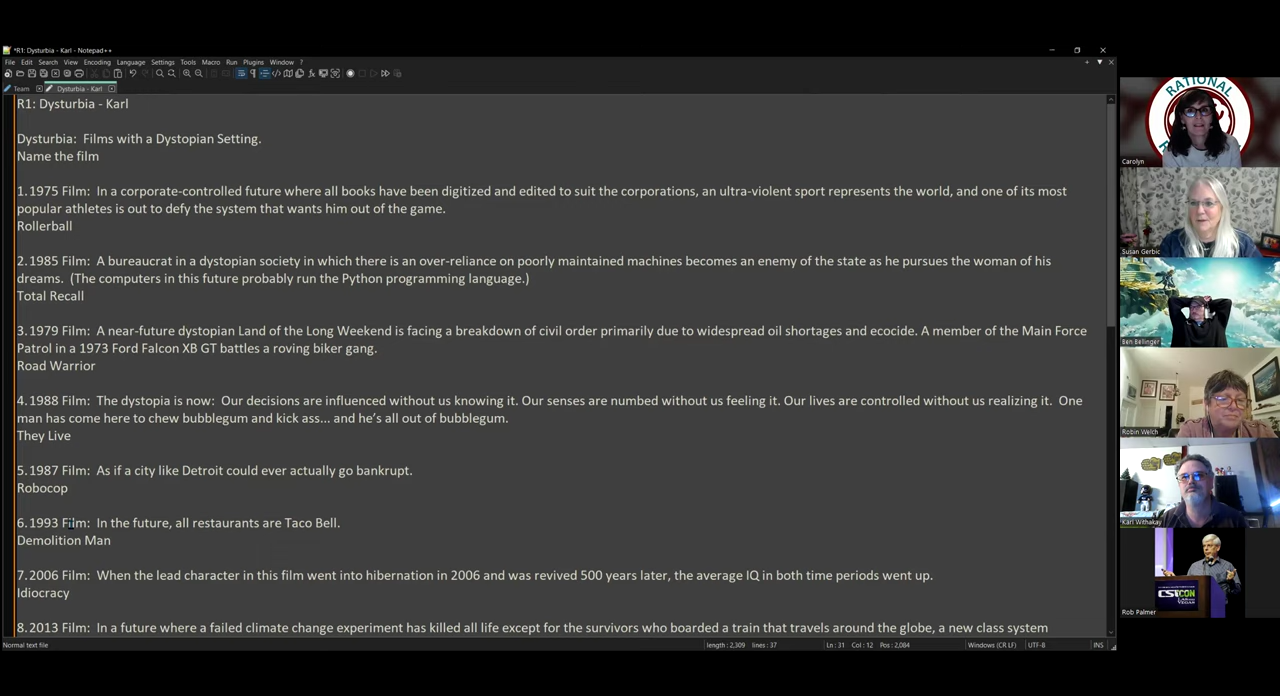 *R1: Dysturbia - Karl - Notepad++
File Edit Search View Encoding Language Settings Tools Macro Run Plugins Window ?
Team Dysturbia - Karl
R1: Dysturbia - Karl
Dysturbia:  Films with a Dystopian Setting.
Name the film
1.1975 Film:  In a corporate-controlled future where all books have been digitized and edited to suit the corporations, an ultra-violent sport represents the world, and one of its most
popular athletes is out to defy the system that wants him out of the game.
Rollerball
2.1985 Film:  A bureaucrat in a dystopian society in which there is an over-reliance on poorly maintained machines becomes an enemy of the state as he pursues the woman of his
dreams.  (The computers in this future probably run the Python programming language.)
Total Recall
3.1979 Film:  A near-future dystopian Land of the Long Weekend is facing a breakdown of civil order primarily due to widespread oil shortages and ecocide. A member of the Main Force
Patrol in a 1973 Ford Falcon XB GT battles a roving biker gang.
Road Warrior
4.1988 Film:  The dystopia is now:  Our decisions are influenced without us knowing it. Our senses are numbed without us feeling it. Our lives are controlled without us realizing it.  One
man has come here to chew bubblegum and kick ass... and he's all out of bubblegum.
They Live
5.1987 Film:  As if a city like Detroit could ever actually go bankrupt.
Robocop
6.1993 Film:  In the future, all restaurants are Taco Bell.
Demolition Man
7.2006 Film:  When the lead character in this film went into hibernation in 2006 and was revived 500 years later, the average IQ in both time periods went up.
Idiocracy
8.2013 Film:  In a future where a failed climate change experiment has killed all life except for the survivors who boarded a train that travels around the globe, a new class system
Normal text file length : 2,309 lines : 37 Ln : 31 Col : 12 Pos : 2,084 Windows (CR LF) UTF-8 INS
RATIONAL
Carolyn
Susan Gerbic
Ben Bellinger
Robin Welch
Karl Withakay
CSICON
LAS VEGAS
Rob Palmer